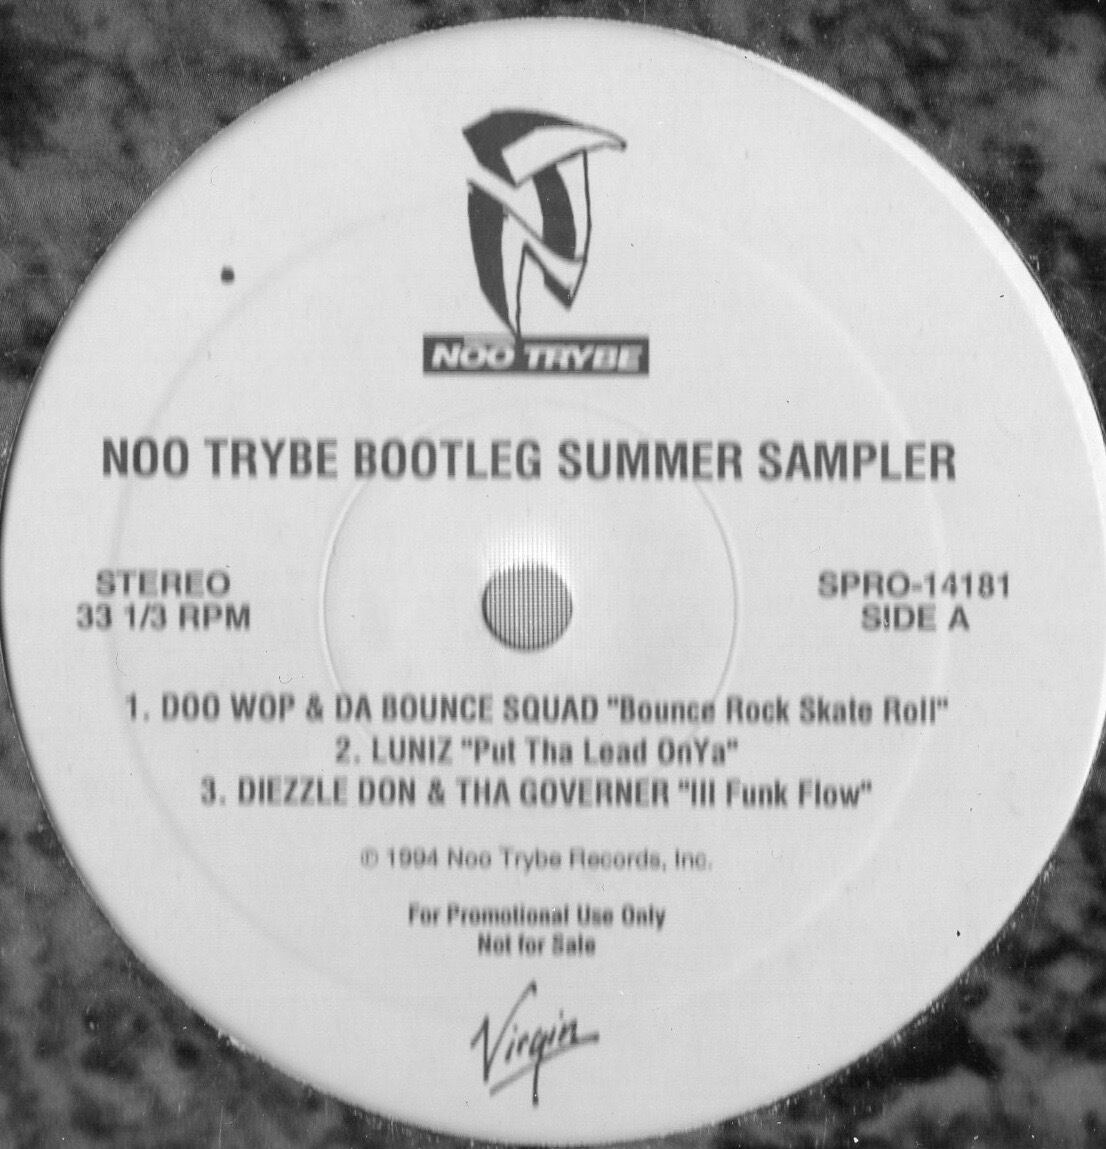 NOO TRYBE
NOO TRYBE BOOTLEG SUMMER SAMPLER
STEREO
33 1/3 RPM
SPRO-14181
SIDE A
1. DOO WOP & DA BOUNCE SQUAD "Bounce Rock Skate Roll"
2. LUNIZ "Put Tha Lead OnYa"
3. DIEZZLE DON & THA GOVERNER "Ill Funk Flow"
℗ 1994 Noo Trybe Records, Inc.
For Promotional Use Only
Not for Sale
Virgin